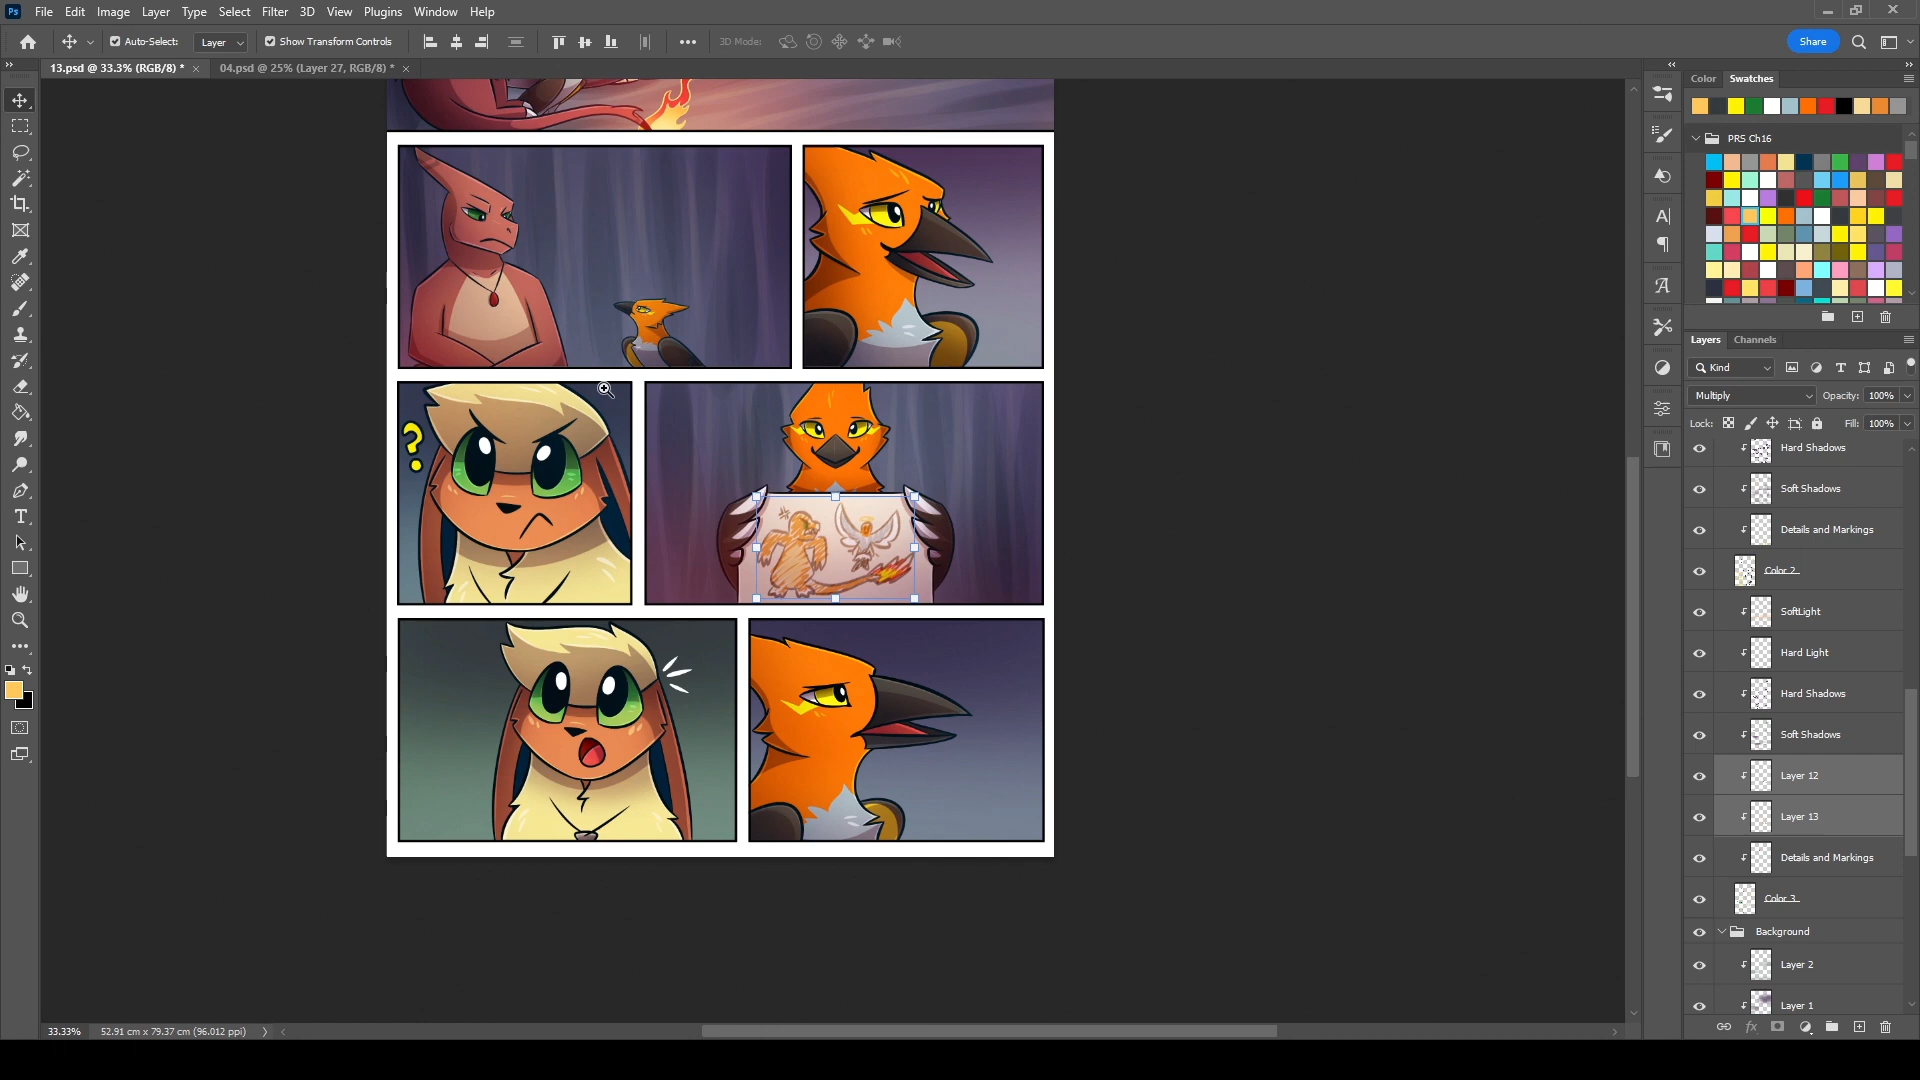 Ps File Edit Image Layer Type Select Filter 3D View Plugins Window Help
Auto-Select: Layer Show Transform Controls 3D Mode: Share
13.psd @ 33.3% (RGB/8) * × 04.psd @ 25% (Layer 27, RGB/8) * ×
Color Swatches
PRS Ch16
Layers Channels
Kind
Multiply Opacity: 100%
Lock: Fill: 100%
Hard Shadows
Soft Shadows
Details and Markings
Color 2
SoftLight
Hard Light
Hard Shadows
Soft Shadows
Layer 12
Layer 13
Details and Markings
Color 3
Background
Layer 2
Layer 1
?
33.33% 52.91 cm x 79.37 cm (96.012 ppi)